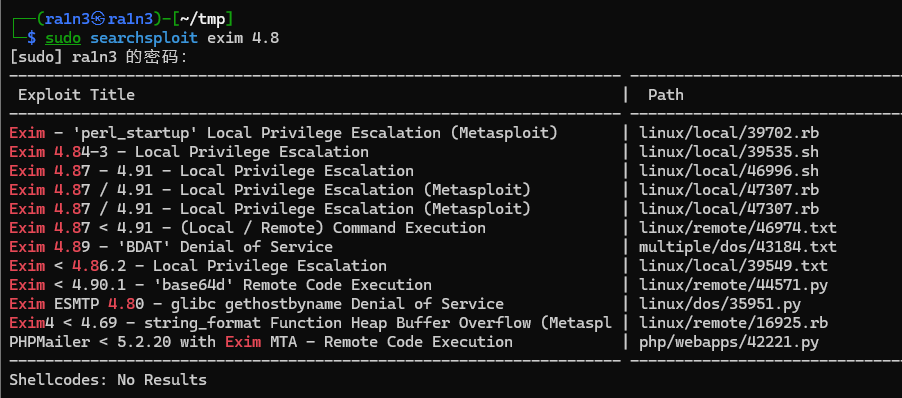 ┌──(ra1n3㉿ra1n3)-[~/tmp]
└─$ sudo searchsploit exim 4.8
[sudo] ra1n3 的密码：
Exploit Title | Path
Exim - 'perl_startup' Local Privilege Escalation (Metasploit) | linux/local/39702.rb
Exim 4.84-3 - Local Privilege Escalation | linux/local/39535.sh
Exim 4.87 - 4.91 - Local Privilege Escalation | linux/local/46996.sh
Exim 4.87 / 4.91 - Local Privilege Escalation (Metasploit) | linux/local/47307.rb
Exim 4.87 / 4.91 - Local Privilege Escalation (Metasploit) | linux/local/47307.rb
Exim 4.87 < 4.91 - (Local / Remote) Command Execution | linux/remote/46974.txt
Exim 4.89 - 'BDAT' Denial of Service | multiple/dos/43184.txt
Exim < 4.86.2 - Local Privilege Escalation | linux/local/39549.txt
Exim < 4.90.1 - 'base64d' Remote Code Execution | linux/remote/44571.py
Exim ESMTP 4.80 - glibc gethostbyname Denial of Service | linux/dos/35951.py
Exim4 < 4.69 - string_format Function Heap Buffer Overflow (Metaspl | linux/remote/16925.rb
PHPMailer < 5.2.20 with Exim MTA - Remote Code Execution | php/webapps/42221.py
Shellcodes: No Results